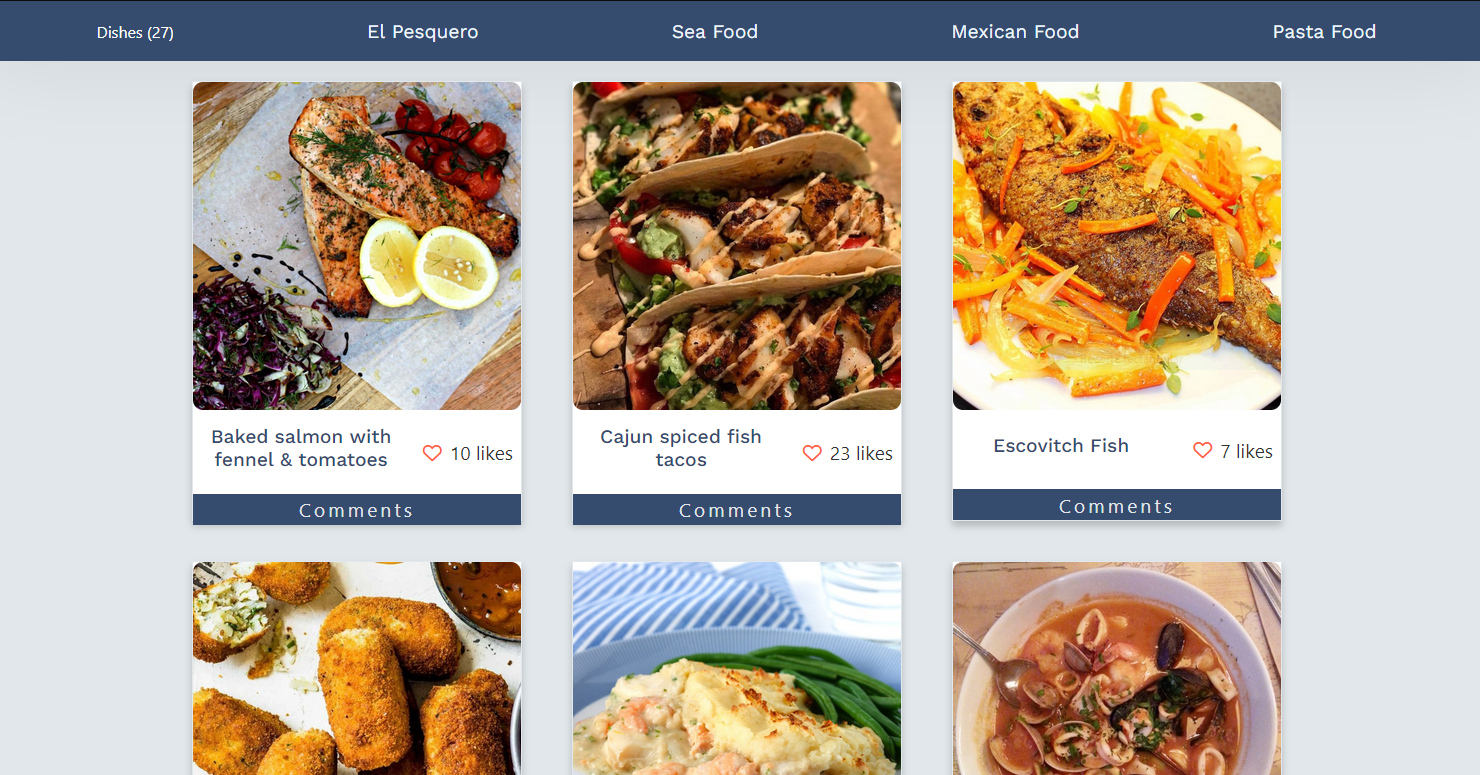 Dishes (27)
El Pesquero
Sea Food
Mexican Food
Pasta Food
Baked salmon with
fennel & tomatoes
10 likes
Comments
Cajun spiced fish
tacos
23 likes
Comments
Escovitch Fish
7 likes
Comments